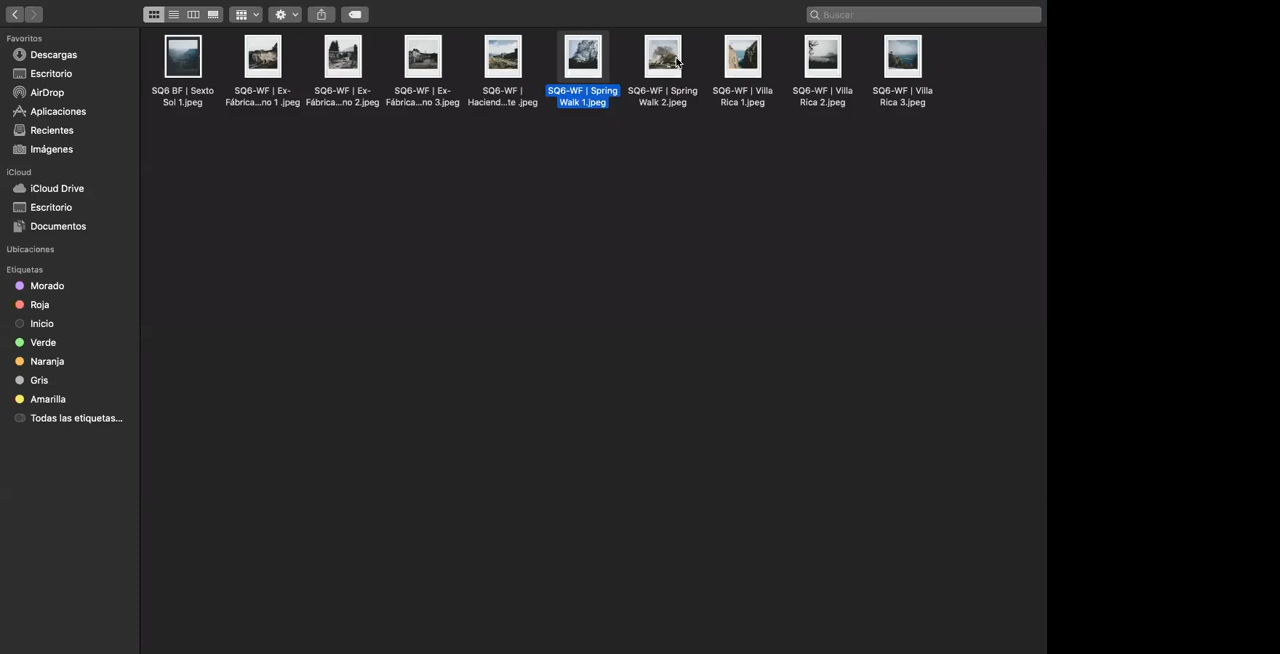 Buscar
Favoritos
Descargas
Escritorio
AirDrop
Aplicaciones
Recientes
Imágenes
iCloud
iCloud Drive
Escritorio
Documentos
Ubicaciones
Etiquetas
Morado
Roja
Inicio
Verde
Naranja
Gris
Amarilla
Todas las etiquetas...
SQ6 BF | Sexto
Sol 1.jpeg
SQ6-WF | Ex-
Fábrica...no 1 .jpeg
SQ6-WF | Ex-
Fábrica...no 2.jpeg
SQ6-WF | Ex-
Fábrica...no 3.jpeg
SQ6-WF |
Haciend...te .jpeg
SQ6-WF | Spring
Walk 1.jpeg
SQ6-WF | Spring
Walk 2.jpeg
SQ6-WF | Villa
Rica 1.jpeg
SQ6-WF | Villa
Rica 2.jpeg
SQ6-WF | Villa
Rica 3.jpeg